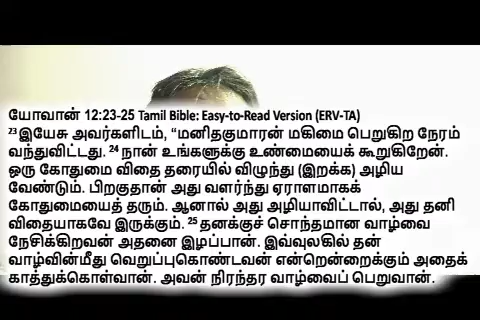 யோவான் 12:23-25 Tamil Bible: Easy-to-Read Version (ERV-TA)
²³ இயேசு அவர்களிடம், “மனிதகுமாரன் மகிமை பெறுகிற நேரம்
வந்துவிட்டது. ²⁴ நான் உங்களுக்கு உண்மையைக் கூறுகிறேன்.
ஒரு கோதுமை விதை தரையில் விழுந்து (இறக்க) அழிய
வேண்டும். பிறகுதான் அது வளர்ந்து ஏராளமாகக்
கோதுமையைத் தரும். ஆனால் அது அழியாவிட்டால், அது தனி
விதையாகவே இருக்கும். ²⁵ தனக்குச் சொந்தமான வாழ்வை
நேசிக்கிறவன் அதனை இழப்பான். இவ்வுலகில் தன்
வாழ்வின்மீது வெறுப்புகொண்டவன் என்றென்றைக்கும் அதைக்
காத்துக்கொள்வான். அவன் நிரந்தர வாழ்வைப் பெறுவான்.